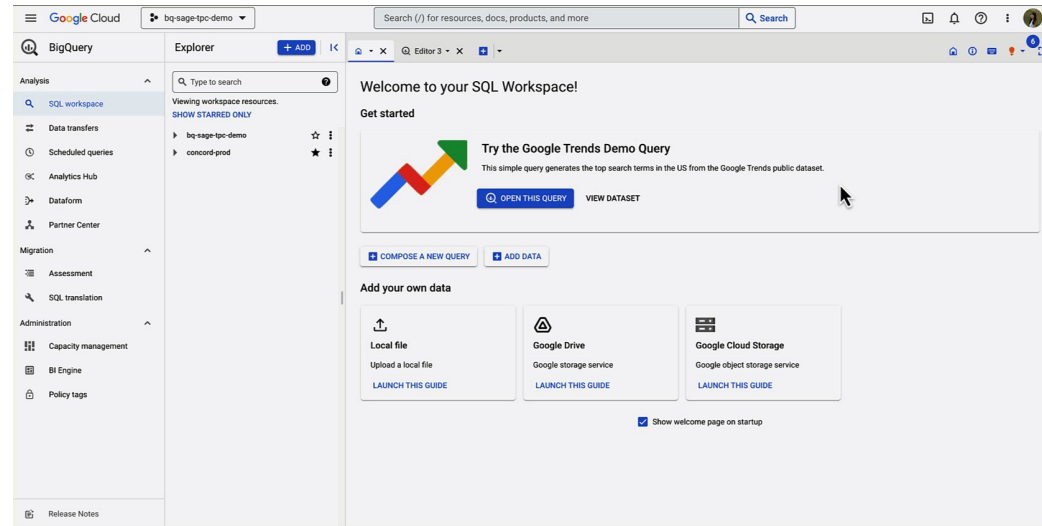 Google Cloud
bq-sage-tpc-demo
Search (/) for resources, docs, products, and more
Search
BigQuery
Analysis
SQL workspace
Data transfers
Scheduled queries
Analytics Hub
Dataform
Partner Center
Migration
Assessment
SQL translation
Administration
Capacity management
BI Engine
Policy tags
Release Notes
Explorer
+ ADD
Type to search
Viewing workspace resources.
SHOW STARRED ONLY
bq-sage-tpc-demo
concord-prod
Editor 3
6
Welcome to your SQL Workspace!
Get started
Try the Google Trends Demo Query
This simple query generates the top search terms in the US from the Google Trends public dataset.
OPEN THIS QUERY VIEW DATASET
COMPOSE A NEW QUERY ADD DATA
Add your own data
Local file
Upload a local file
LAUNCH THIS GUIDE
Google Drive
Google storage service
LAUNCH THIS GUIDE
Google Cloud Storage
Google object storage service
LAUNCH THIS GUIDE
Show welcome page on startup